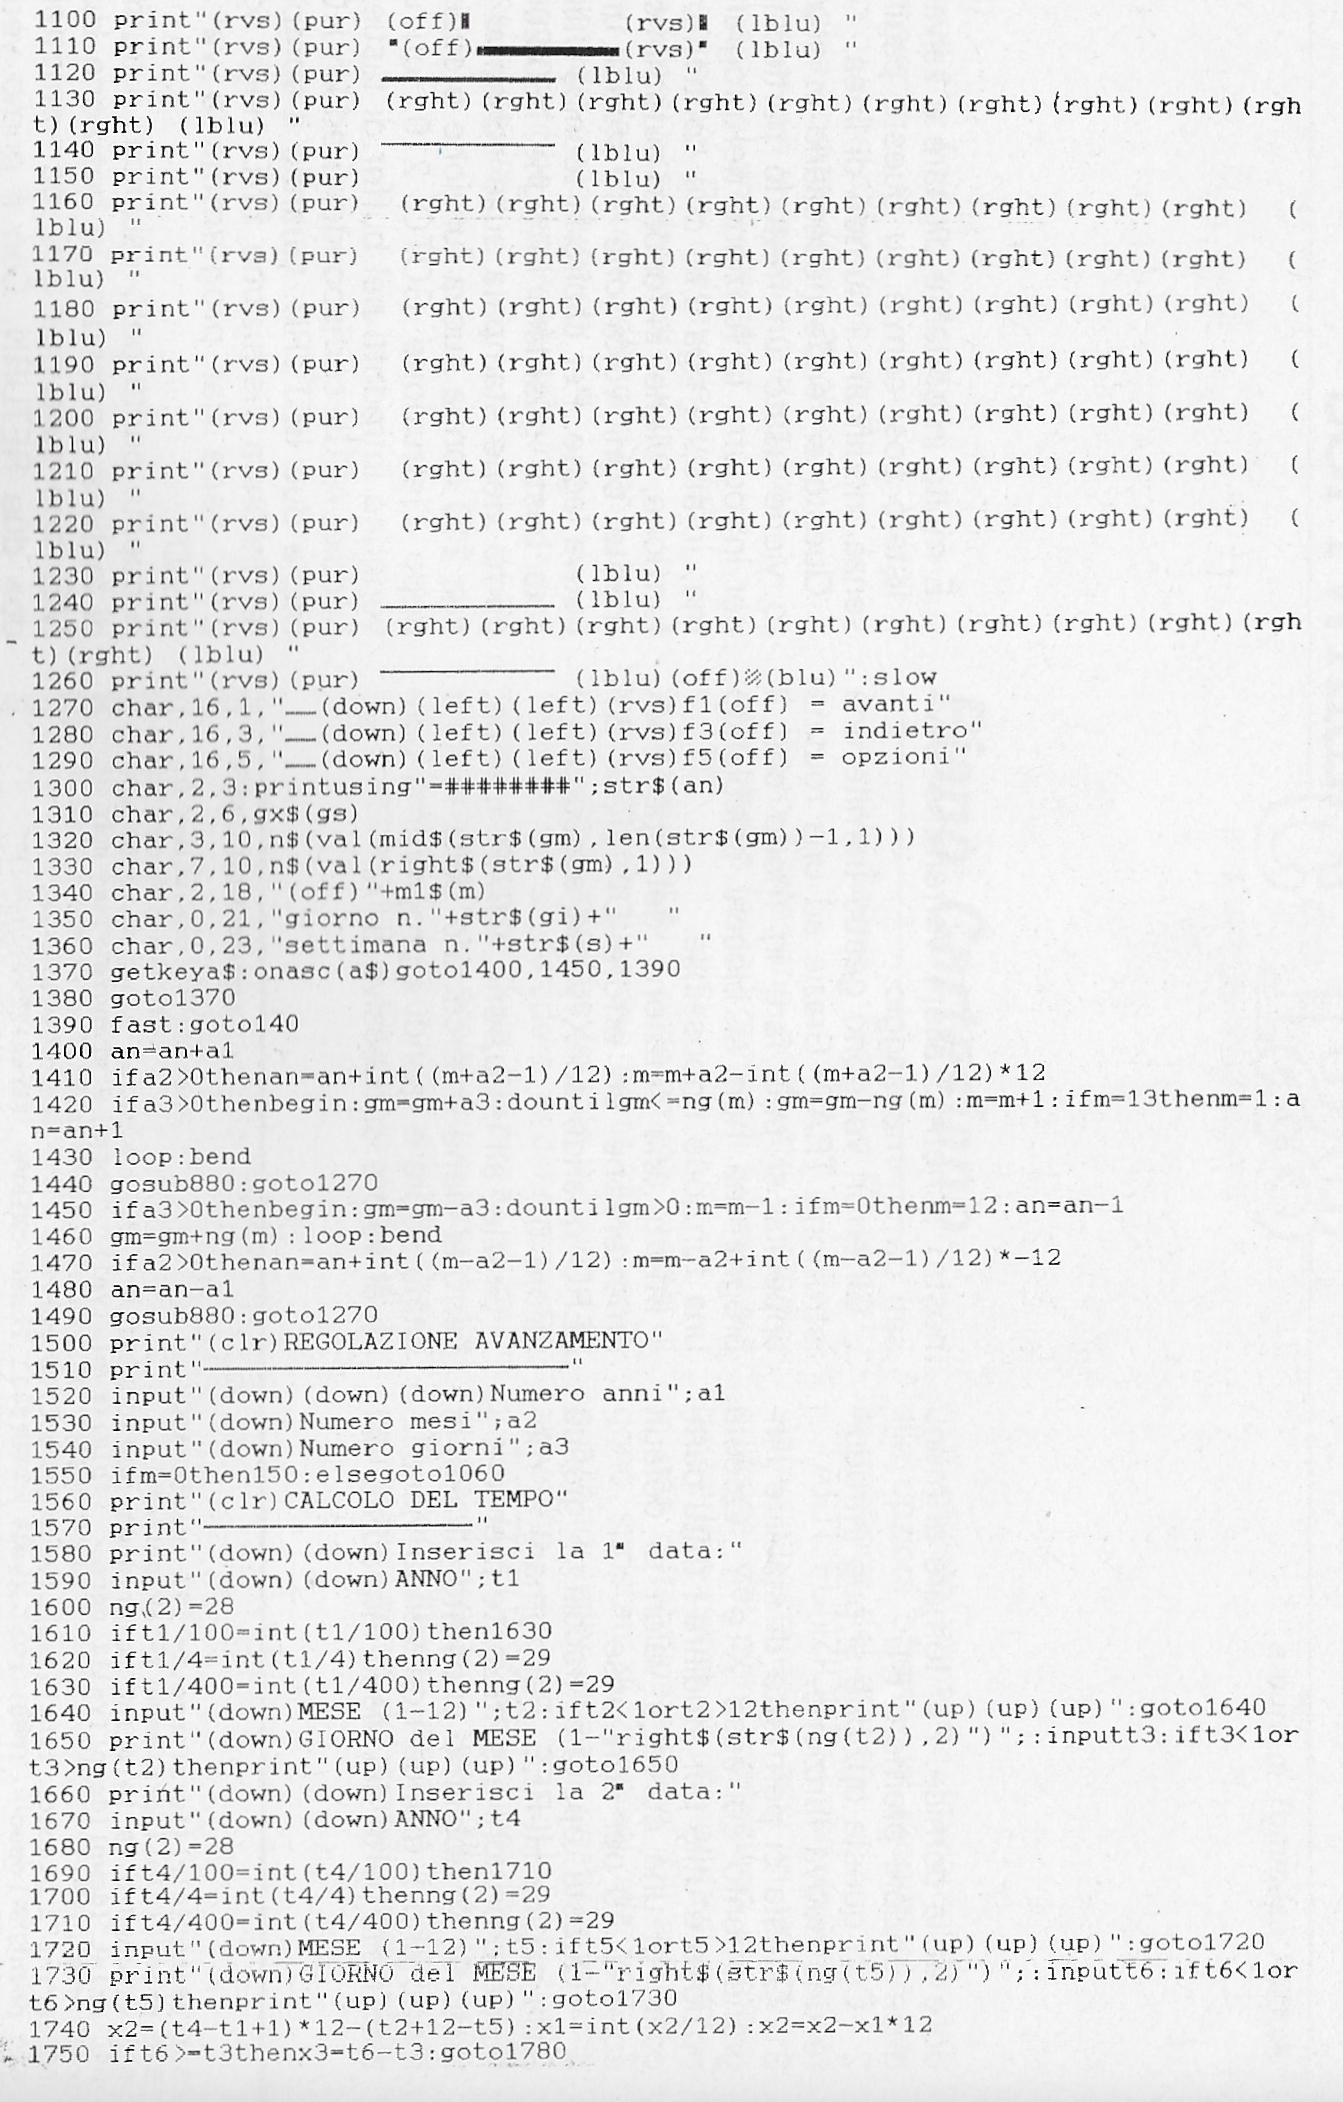 1100 print"(rvs)(pur)  (off)▌          (rvs)▌ (lblu) "
1110 print"(rvs)(pur)  ▝(off)▂▂▂▂▂▂▂▂▂(rvs)▘ (lblu) "
1120 print"(rvs)(pur) ___________ (lblu) "
1130 print"(rvs)(pur)  (rght)(rght)(rght)(rght)(rght)(rght)(rght)(rght)(rght)(rgh
t)(rght)  (lblu) "
1140 print"(rvs)(pur) ‾‾‾‾‾‾‾‾‾‾‾ (lblu) "
1150 print"(rvs)(pur)             (lblu) "
1160 print"(rvs)(pur)   (rght)(rght)(rght)(rght)(rght)(rght)(rght)(rght)(rght)   (
lblu) "
1170 print"(rvs)(pur)   (rght)(rght)(rght)(rght)(rght)(rght)(rght)(rght)(rght)   (
lblu) "
1180 print"(rvs)(pur)   (rght)(rght)(rght)(rght)(rght)(rght)(rght)(rght)(rght)   (
lblu) "
1190 print"(rvs)(pur)   (rght)(rght)(rght)(rght)(rght)(rght)(rght)(rght)(rght)   (
lblu) "
1200 print"(rvs)(pur)   (rght)(rght)(rght)(rght)(rght)(rght)(rght)(rght)(rght)   (
lblu) "
1210 print"(rvs)(pur)   (rght)(rght)(rght)(rght)(rght)(rght)(rght)(rght)(rght)   (
lblu) "
1220 print"(rvs)(pur)   (rght)(rght)(rght)(rght)(rght)(rght)(rght)(rght)(rght)   (
lblu) "
1230 print"(rvs)(pur)             (lblu) "
1240 print"(rvs)(pur) ___________ (lblu) "
1250 print"(rvs)(pur)  (rght)(rght)(rght)(rght)(rght)(rght)(rght)(rght)(rght)(rgh
t)(rght)  (lblu) "
1260 print"(rvs)(pur) ‾‾‾‾‾‾‾‾‾‾‾ (lblu)(off)▒(blu)":slow
1270 char,16,1,"__(down)(left)(left)(rvs)f1(off) = avanti"
1280 char,16,3,"__(down)(left)(left)(rvs)f3(off) = indietro"
1290 char,16,5,"__(down)(left)(left)(rvs)f5(off) = opzioni"
1300 char,2,3:printusing"=########";str$(an)
1310 char,2,6,gx$(gs)
1320 char,3,10,n$(val(mid$(str$(gm),len(str$(gm))-1,1)))
1330 char,7,10,n$(val(right$(str$(gm),1)))
1340 char,2,18,"(off)"+m1$(m)
1350 char,0,21,"giorno n."+str$(gi)+"   "
1360 char,0,23,"settimana n."+str$(s)+"   "
1370 getkeya$:onasc(a$)goto1400,1450,1390
1380 goto1370
1390 fast:goto140
1400 an=an+a1
1410 ifa2>0thenan=an+int((m+a2-1)/12):m=m+a2-int((m+a2-1)/12)*12
1420 ifa3>0thenbegin:gm=gm+a3:dountilgm<=ng(m):gm=gm-ng(m):m=m+1:ifm=13thenm=1:a
n=an+1
1430 loop:bend
1440 gosub880:goto1270
1450 ifa3>0thenbegin:gm=gm-a3:dountilgm>0:m=m-1:ifm=0thenm=12:an=an-1
1460 gm=gm+ng(m):loop:bend
1470 ifa2>0thenan=an+int((m-a2-1)/12):m=m-a2+int((m-a2-1)/12)*-12
1480 an=an-a1
1490 gosub880:goto1270
1500 print"(clr)REGOLAZIONE AVANZAMENTO"
1510 print"───────────────────────"
1520 input"(down)(down)(down)Numero anni";a1
1530 input"(down)Numero mesi";a2
1540 input"(down)Numero giorni";a3
1550 ifm=0then150:elsegoto1060
1560 print"(clr)CALCOLO DEL TEMPO"
1570 print"─────────────────"
1580 print"(down)(down)Inserisci la 1▝ data:"
1590 input"(down)(down)ANNO";t1
1600 ng(2)=28
1610 ift1/100=int(t1/100)then1630
1620 ift1/4=int(t1/4)thenng(2)=29
1630 ift1/400=int(t1/400)thenng(2)=29
1640 input"(down)MESE (1-12)";t2:ift2<1ort2>12thenprint"(up)(up)(up)":goto1640
1650 print"(down)GIORNO del MESE (1-"right$(str$(ng(t2)),2)")";:inputt3:ift3<1or
t3>ng(t2)thenprint"(up)(up)(up)":goto1650
1660 print"(down)(down)Inserisci la 2▝ data:"
1670 input"(down)(down)ANNO";t4
1680 ng(2)=28
1690 ift4/100=int(t4/100)then1710
1700 ift4/4=int(t4/4)thenng(2)=29
1710 ift4/400=int(t4/400)thenng(2)=29
1720 input"(down)MESE (1-12)";t5:ift5<1ort5>12thenprint"(up)(up)(up)":goto1720
1730 print"(down)GIORNO del MESE (1-"right$(str$(ng(t5)),2)")";:inputt6:ift6<1or
t6>ng(t5)thenprint"(up)(up)(up)":goto1730
1740 x2=(t4-t1+1)*12-(t2+12-t5):x1=int(x2/12):x2=x2-x1*12
1750 ift6>=t3thenx3=t6-t3:goto1780